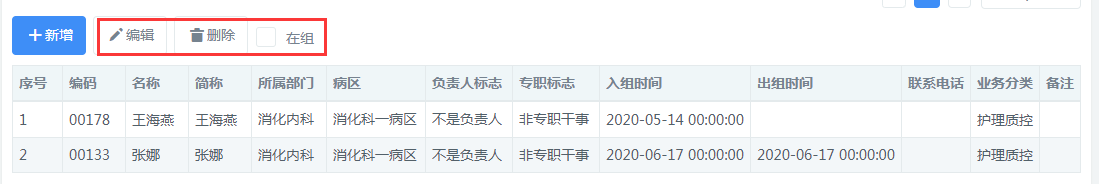 新增 编辑 删除 在组
序号 编码 名称 简称 所属部门 病区 负责人标志 专职标志 入组时间 出组时间 联系电话 业务分类 备注
1 00178 王海燕 王海燕 消化内科 消化科一病区 不是负责人 非专职干事 2020-05-14 00:00:00 护理质控
2 00133 张娜 张娜 消化内科 消化科一病区 不是负责人 非专职干事 2020-06-17 00:00:00 2020-06-17 00:00:00 护理质控